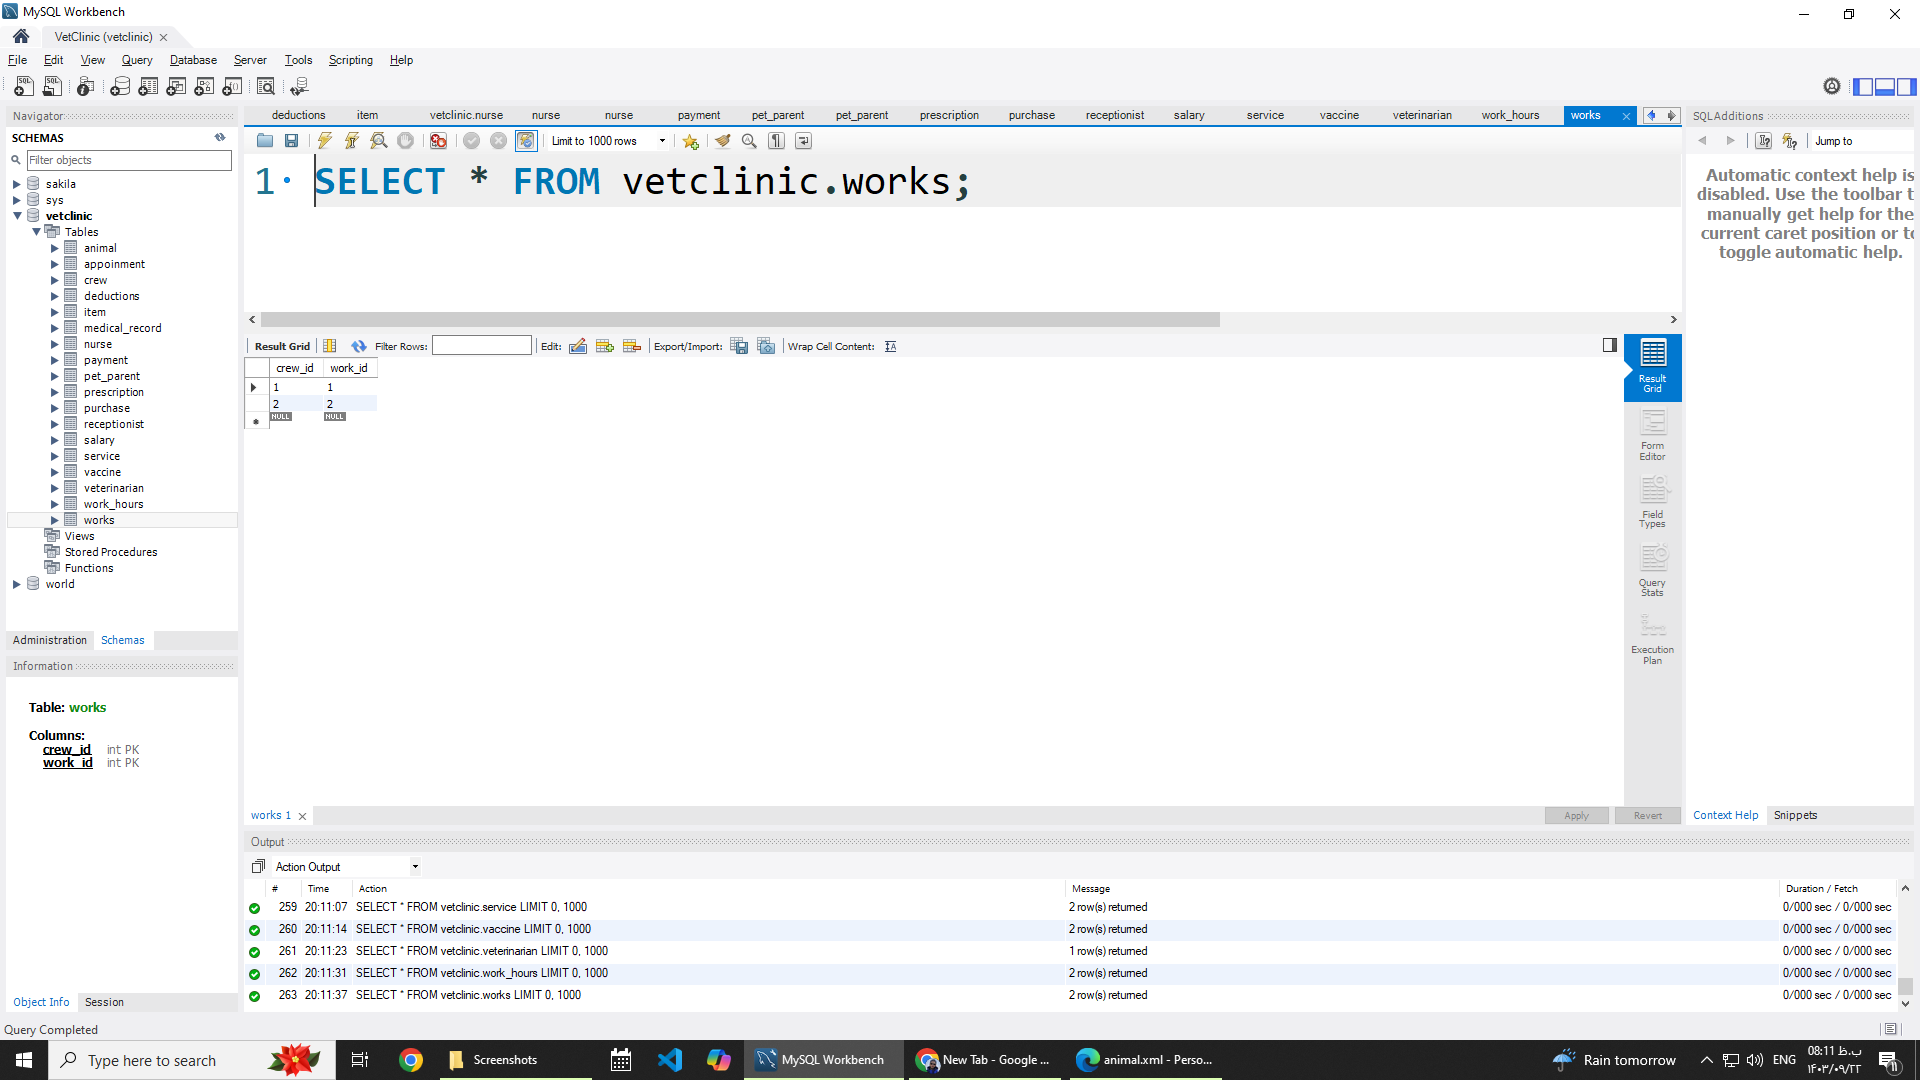 MySQL Workbench
VetClinic (vetclinic)
File Edit View Query Database Server Tools Scripting Help
Navigator
SCHEMAS
Filter objects
sakila
sys
vetclinic
Tables
animal
appoinment
crew
deductions
item
medical_record
nurse
payment
pet_parent
prescription
purchase
receptionist
salary
service
vaccine
veterinarian
work_hours
works
Views
Stored Procedures
Functions
world
Administration Schemas
Information
Table: works
Columns:
crew_id int PK
work_id int PK
Object Info Session
deductions item vetclinic.nurse nurse nurse payment pet_parent pet_parent prescription purchase receptionist salary service vaccine veterinarian work_hours works
Limit to 1000 rows
1 SELECT * FROM vetclinic.works;
Result Grid Filter Rows: Edit: Export/Import: Wrap Cell Content:
crew_id work_id
1 1
2 2
NULL NULL
Result Grid
Form Editor
Field Types
Query Stats
Execution Plan
works 1
Apply Revert
SQLAdditions
Jump to
Automatic context help is
disabled. Use the toolbar t
manually get help for the
current caret position or to
toggle automatic help.
Context Help Snippets
Output
Action Output
# Time Action Message Duration / Fetch
259 20:11:07 SELECT * FROM vetclinic.service LIMIT 0, 1000 2 row(s) returned 0/000 sec / 0/000 sec
260 20:11:14 SELECT * FROM vetclinic.vaccine LIMIT 0, 1000 2 row(s) returned 0/000 sec / 0/000 sec
261 20:11:23 SELECT * FROM vetclinic.veterinarian LIMIT 0, 1000 1 row(s) returned 0/000 sec / 0/000 sec
262 20:11:31 SELECT * FROM vetclinic.work_hours LIMIT 0, 1000 2 row(s) returned 0/000 sec / 0/000 sec
263 20:11:37 SELECT * FROM vetclinic.works LIMIT 0, 1000 2 row(s) returned 0/000 sec / 0/000 sec
Query Completed
Type here to search
Screenshots
MySQL Workbench
New Tab - Google ...
animal.xml - Perso...
Rain tomorrow
ENG
08:11 ب.ظ
۱۴۰۳/۰۹/۲۲
11